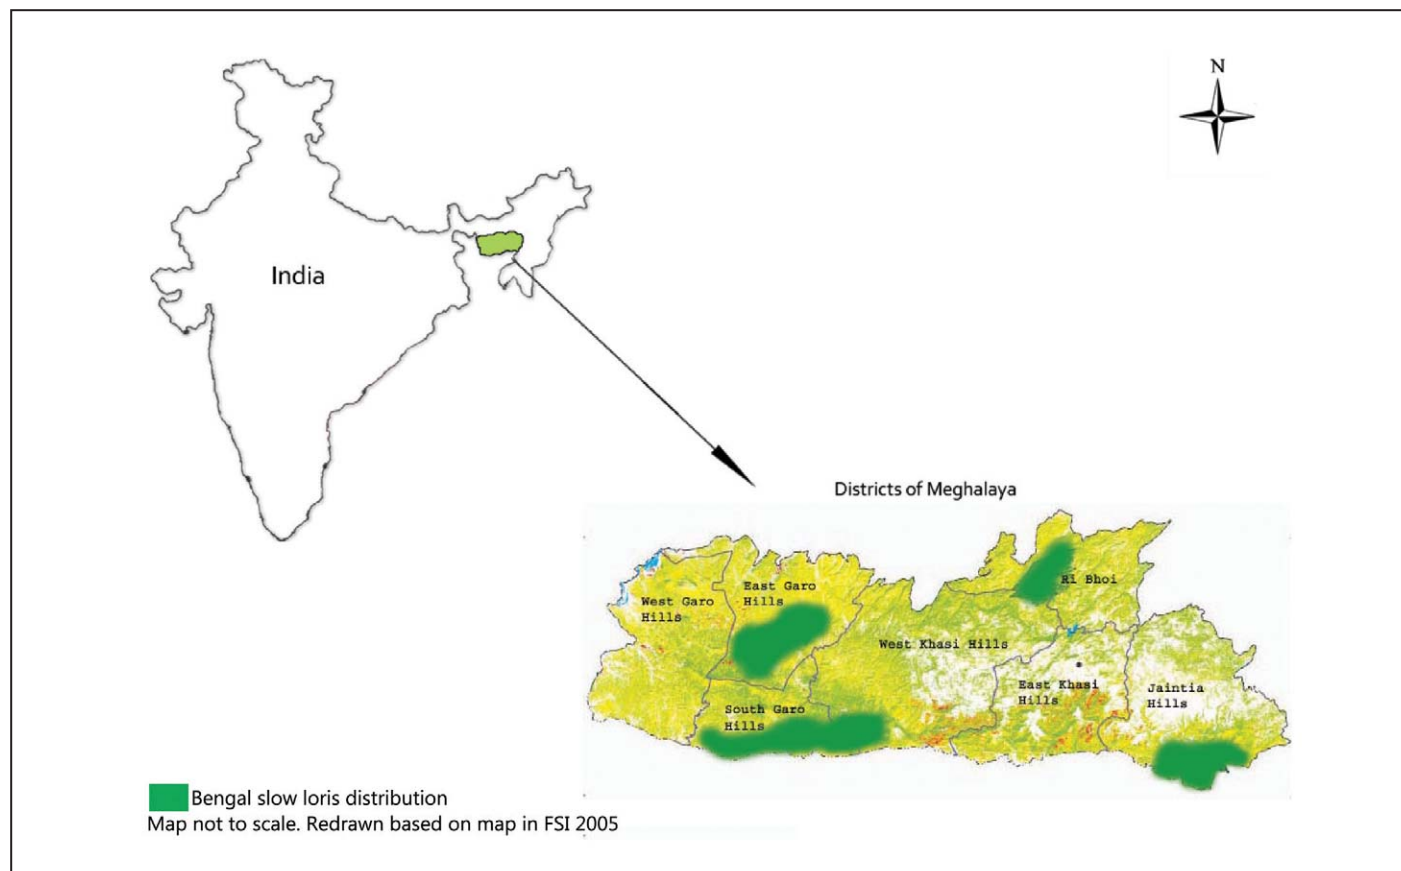 N
India
Districts of Meghalaya
East Garo
Hills
Ri Bhoi
West Garo
Hills
West Khasi Hills
East Khasi
Hills
Jaintia
Hills
South Garo
Hills
Bengal slow loris distribution
Map not to scale. Redrawn based on map in FSI 2005